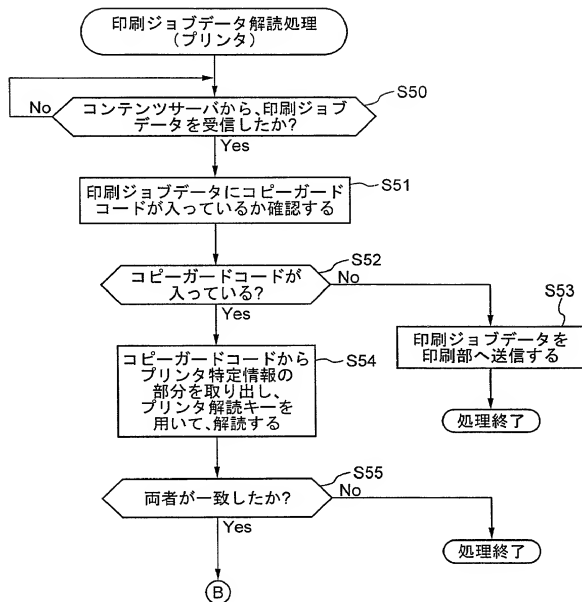 印刷ジョブデータ解読処理
(プリンタ)
No
コンテンツサーバから、印刷ジョブ
データを受信したか?
S50
Yes
印刷ジョブデータにコピーガード
コードが入っているか確認する
S51
コピーガードコードが
入っている?
S52
No
Yes
S53
印刷ジョブデータを
印刷部へ送信する
処理終了
コピーガードコードから
プリンタ特定情報の
部分を取り出し、
プリンタ解読キーを
用いて、解読する
S54
両者が一致したか?
S55
No
Yes
処理終了
B